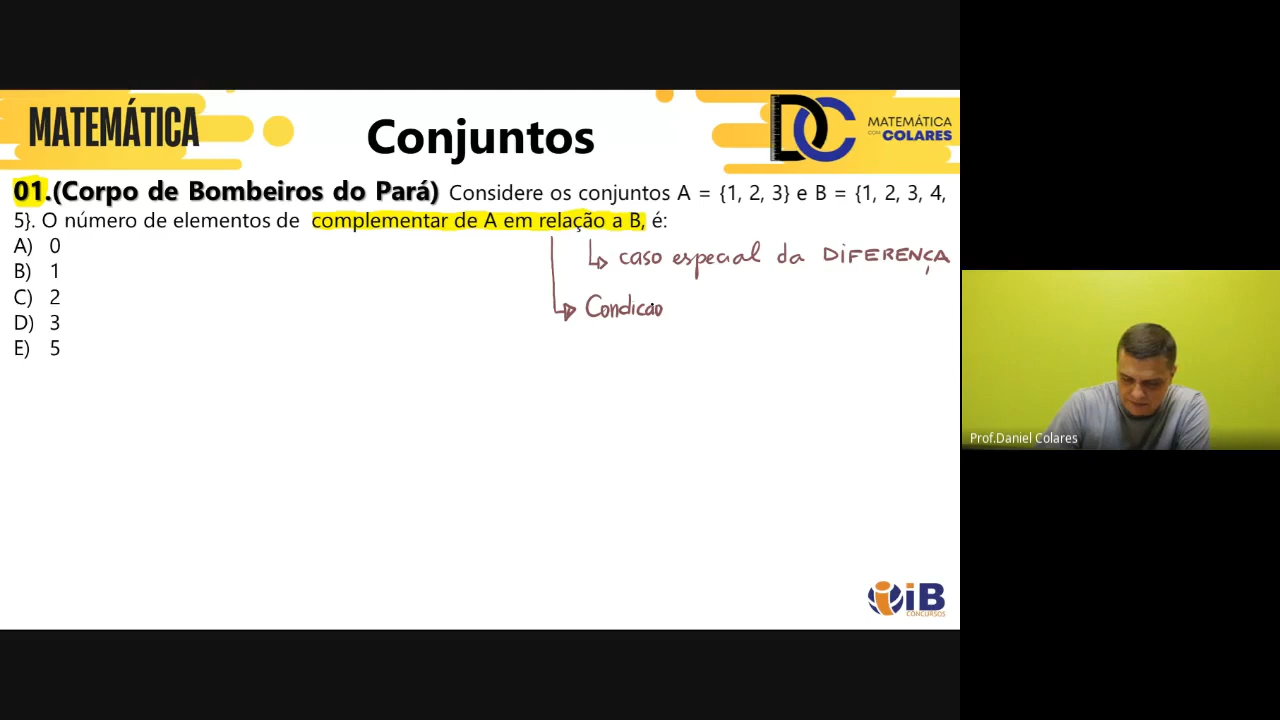 MATEMÁTICA
Conjuntos
DC
MATEMÁTICA
COM COLARES
01.(Corpo de Bombeiros do Pará) Considere os conjuntos A = {1, 2, 3} e B = {1, 2, 3, 4,
5}. O número de elementos de complementar de A em relação a B, é:
A) 0
B) 1
C) 2
D) 3
E) 5
caso especial da DIFERENÇA
Condicao
Prof.Daniel Colares
iB
CONCURSOS